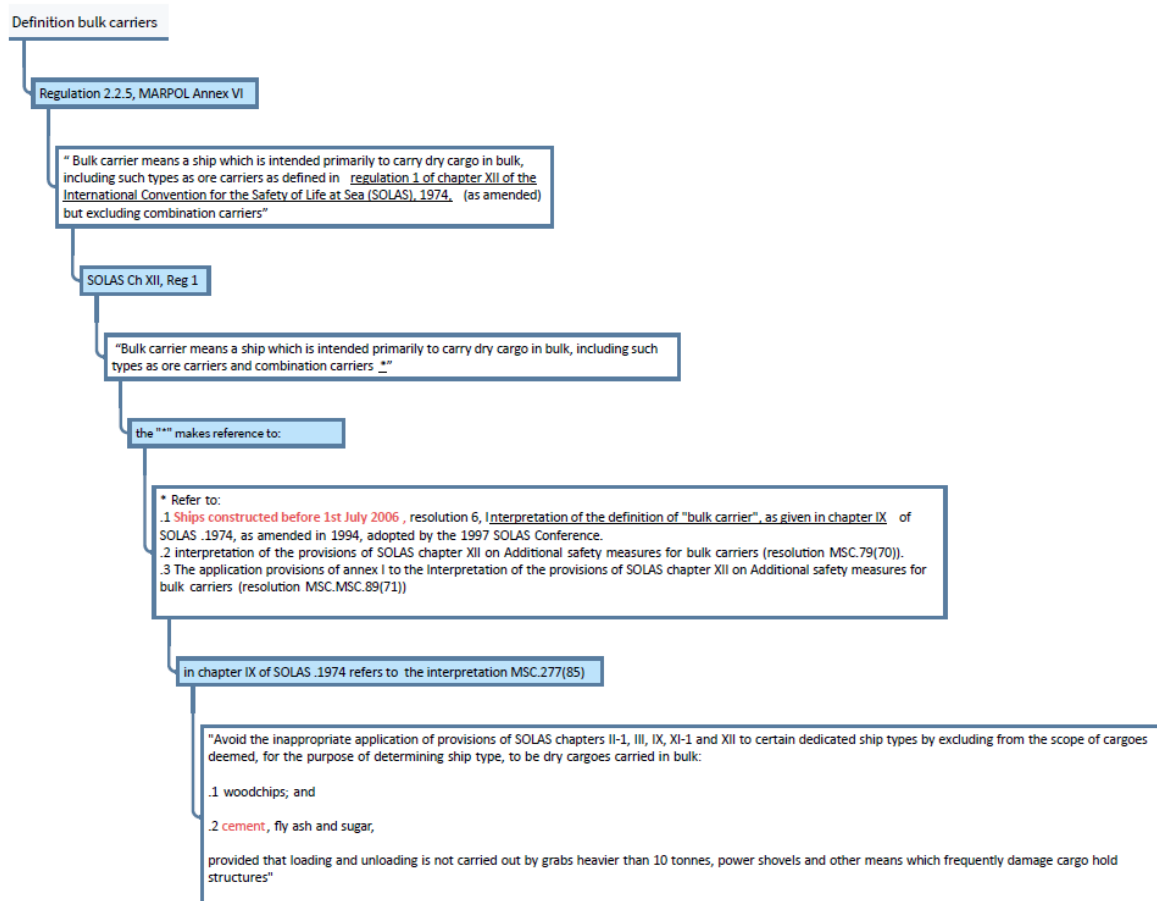 Definition bulk carriers
Regulation 2.2.5, MARPOL Annex VI
“ Bulk carrier means a ship which is intended primarily to carry dry cargo in bulk,
including such types as ore carriers as defined in regulation 1 of chapter XII of the
International Convention for the Safety of Life at Sea (SOLAS), 1974, (as amended)
but excluding combination carriers”
SOLAS Ch XII, Reg 1
“Bulk carrier means a ship which is intended primarily to carry dry cargo in bulk, including such
types as ore carriers and combination carriers *”
the "*" makes reference to:
* Refer to:
.1 Ships constructed before 1st July 2006 , resolution 6, Interpretation of the definition of "bulk carrier", as given in chapter IX of
SOLAS .1974, as amended in 1994, adopted by the 1997 SOLAS Conference.
.2 interpretation of the provisions of SOLAS chapter XII on Additional safety measures for bulk carriers (resolution MSC.79(70)).
.3 The application provisions of annex I to the Interpretation of the provisions of SOLAS chapter XII on Additional safety measures for
bulk carriers (resolution MSC.MSC.89(71))
in chapter IX of SOLAS .1974 refers to the interpretation MSC.277(85)
"Avoid the inappropriate application of provisions of SOLAS chapters II-1, III, IX, XI-1 and XII to certain dedicated ship types by excluding from the scope of cargoes
deemed, for the purpose of determining ship type, to be dry cargoes carried in bulk:
.1 woodchips; and
.2 cement, fly ash and sugar,
provided that loading and unloading is not carried out by grabs heavier than 10 tonnes, power shovels and other means which frequently damage cargo hold
structures"